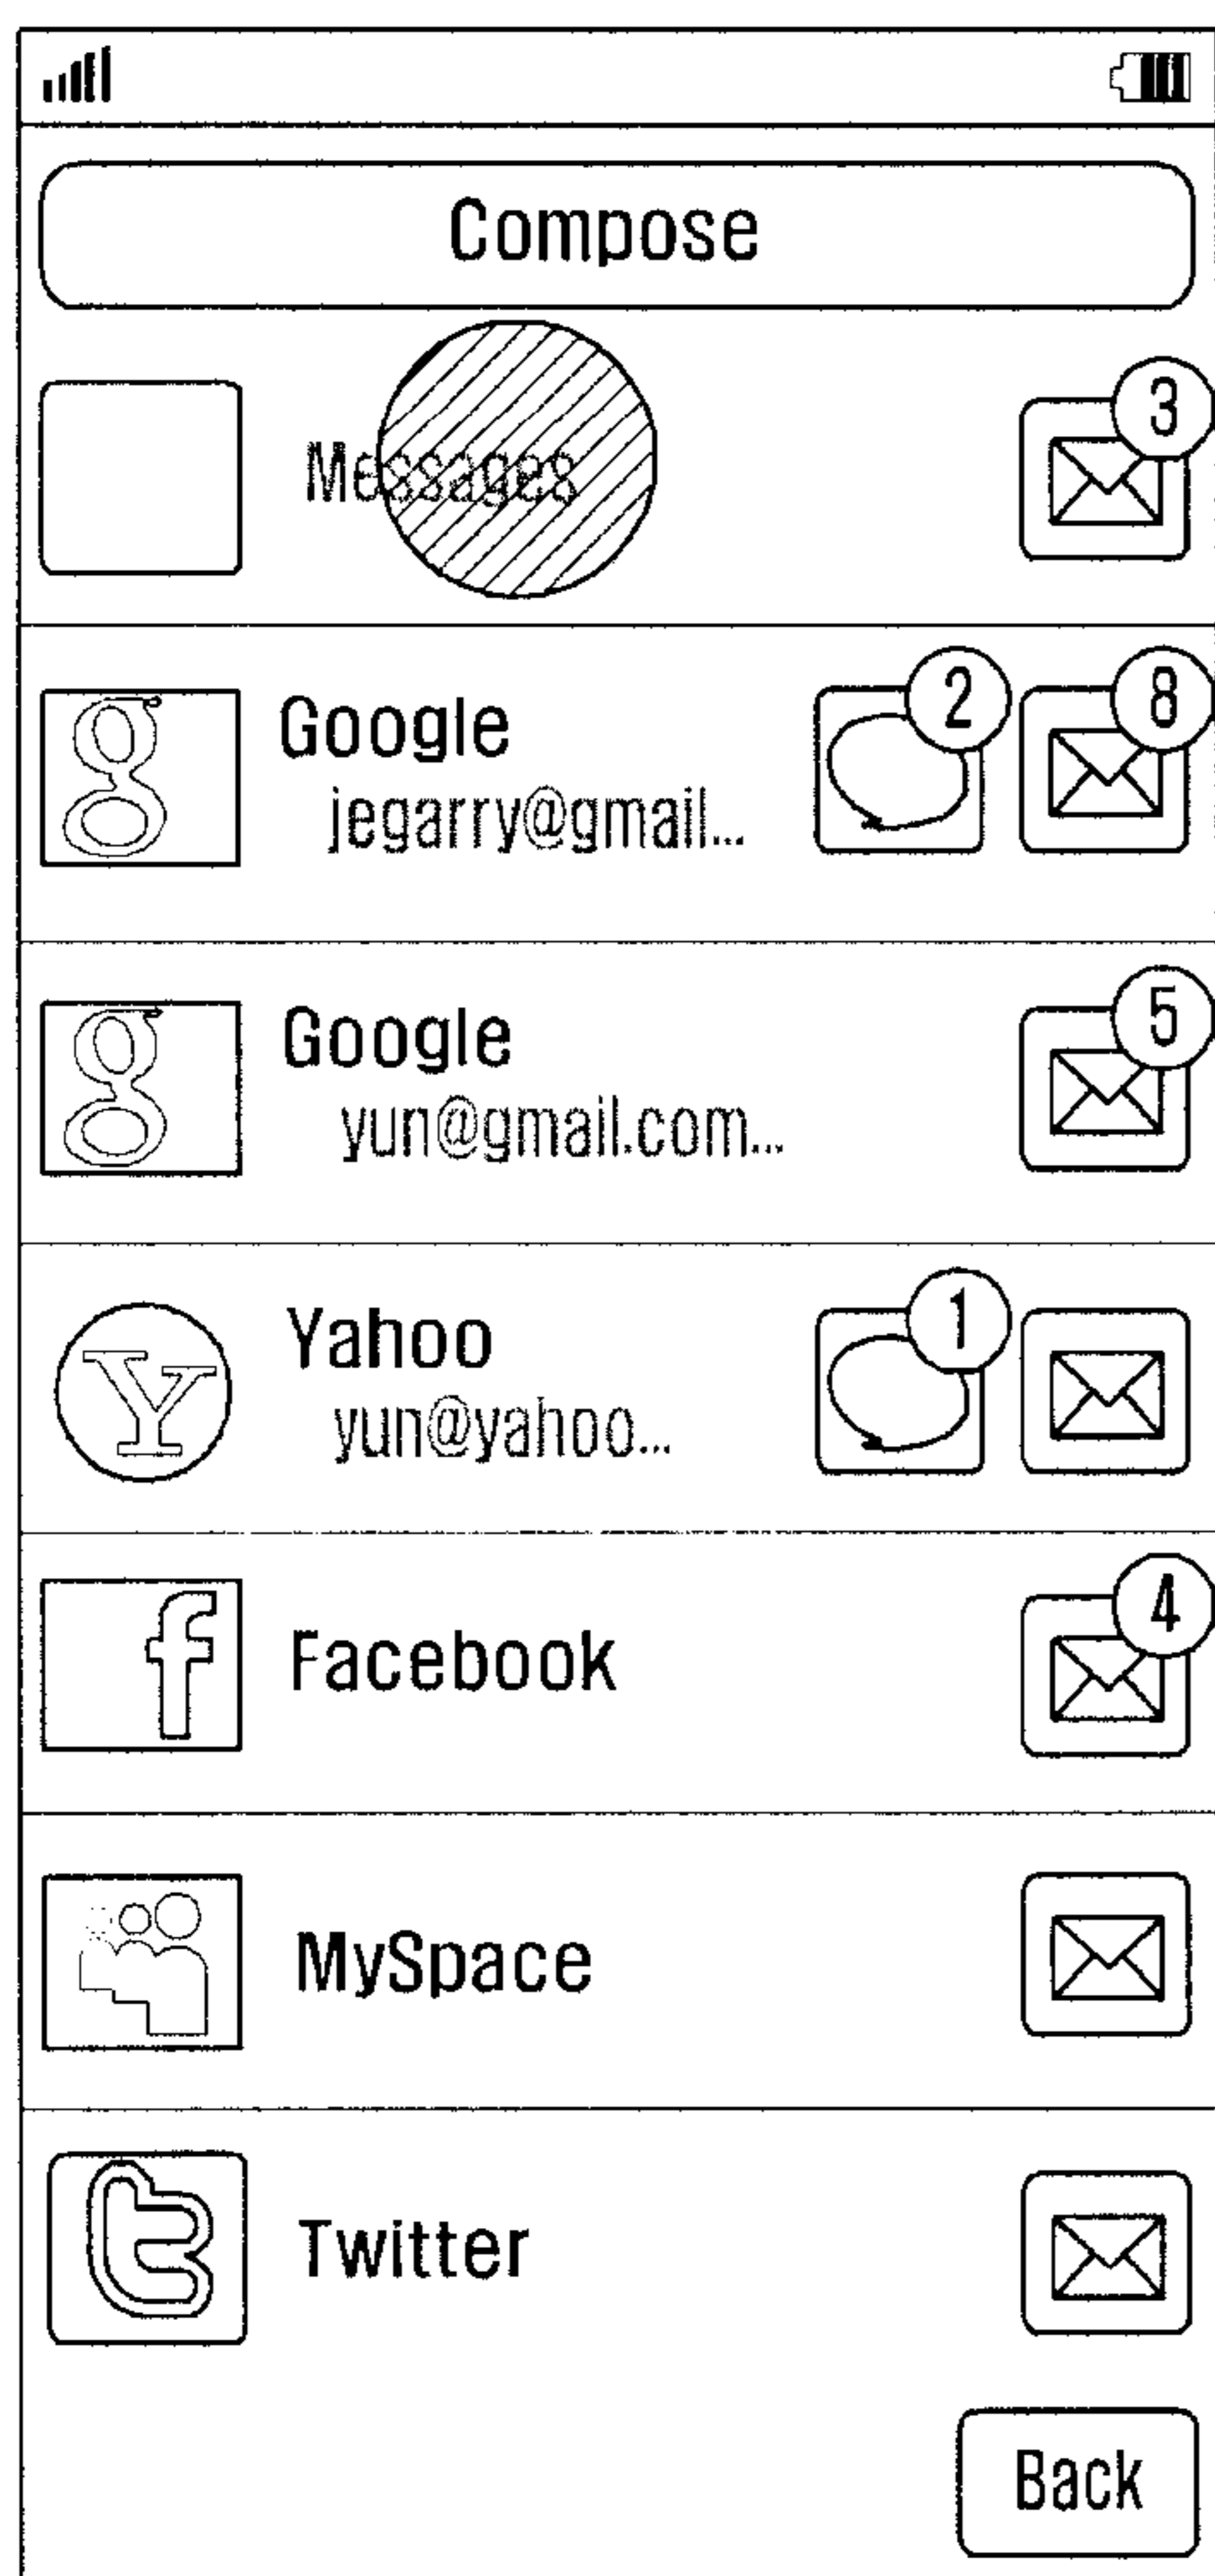 Compose
Messages
3
Google
2
8
jegarry@gmail...
Google
5
yun@gmail.com...
Yahoo
1
yun@yahoo...
Facebook
4
MySpace
Twitter
Back